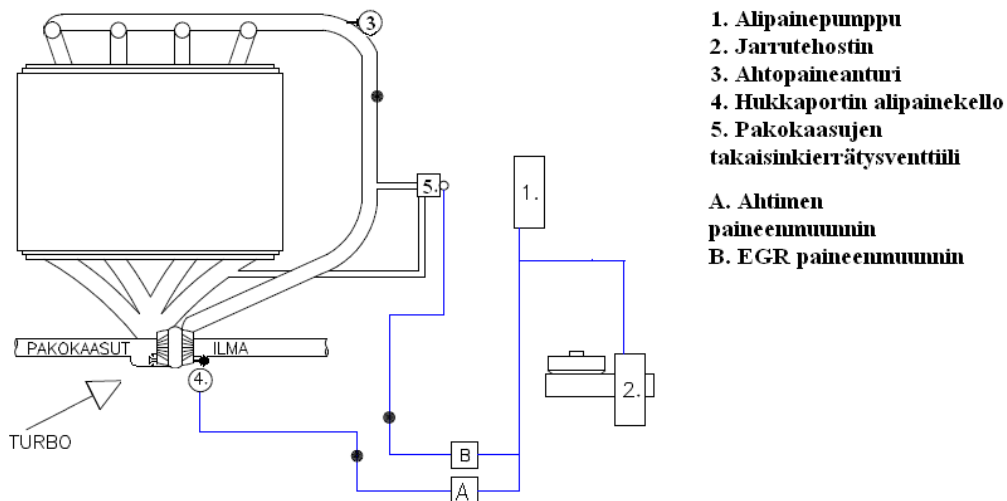 3
1. Alipainepumppu
2. Jarrutehostin
3. Ahtopaineanturi
4. Hukkaportin alipainekello
5. Pakokaasujen
takaisinkierrätysventtiili
A. Ahtimen
paineenmuunnin
B. EGR paineenmuunnin
5.
1.
PAKOKAASUT
ILMA
4.
2.
TURBO
B
A